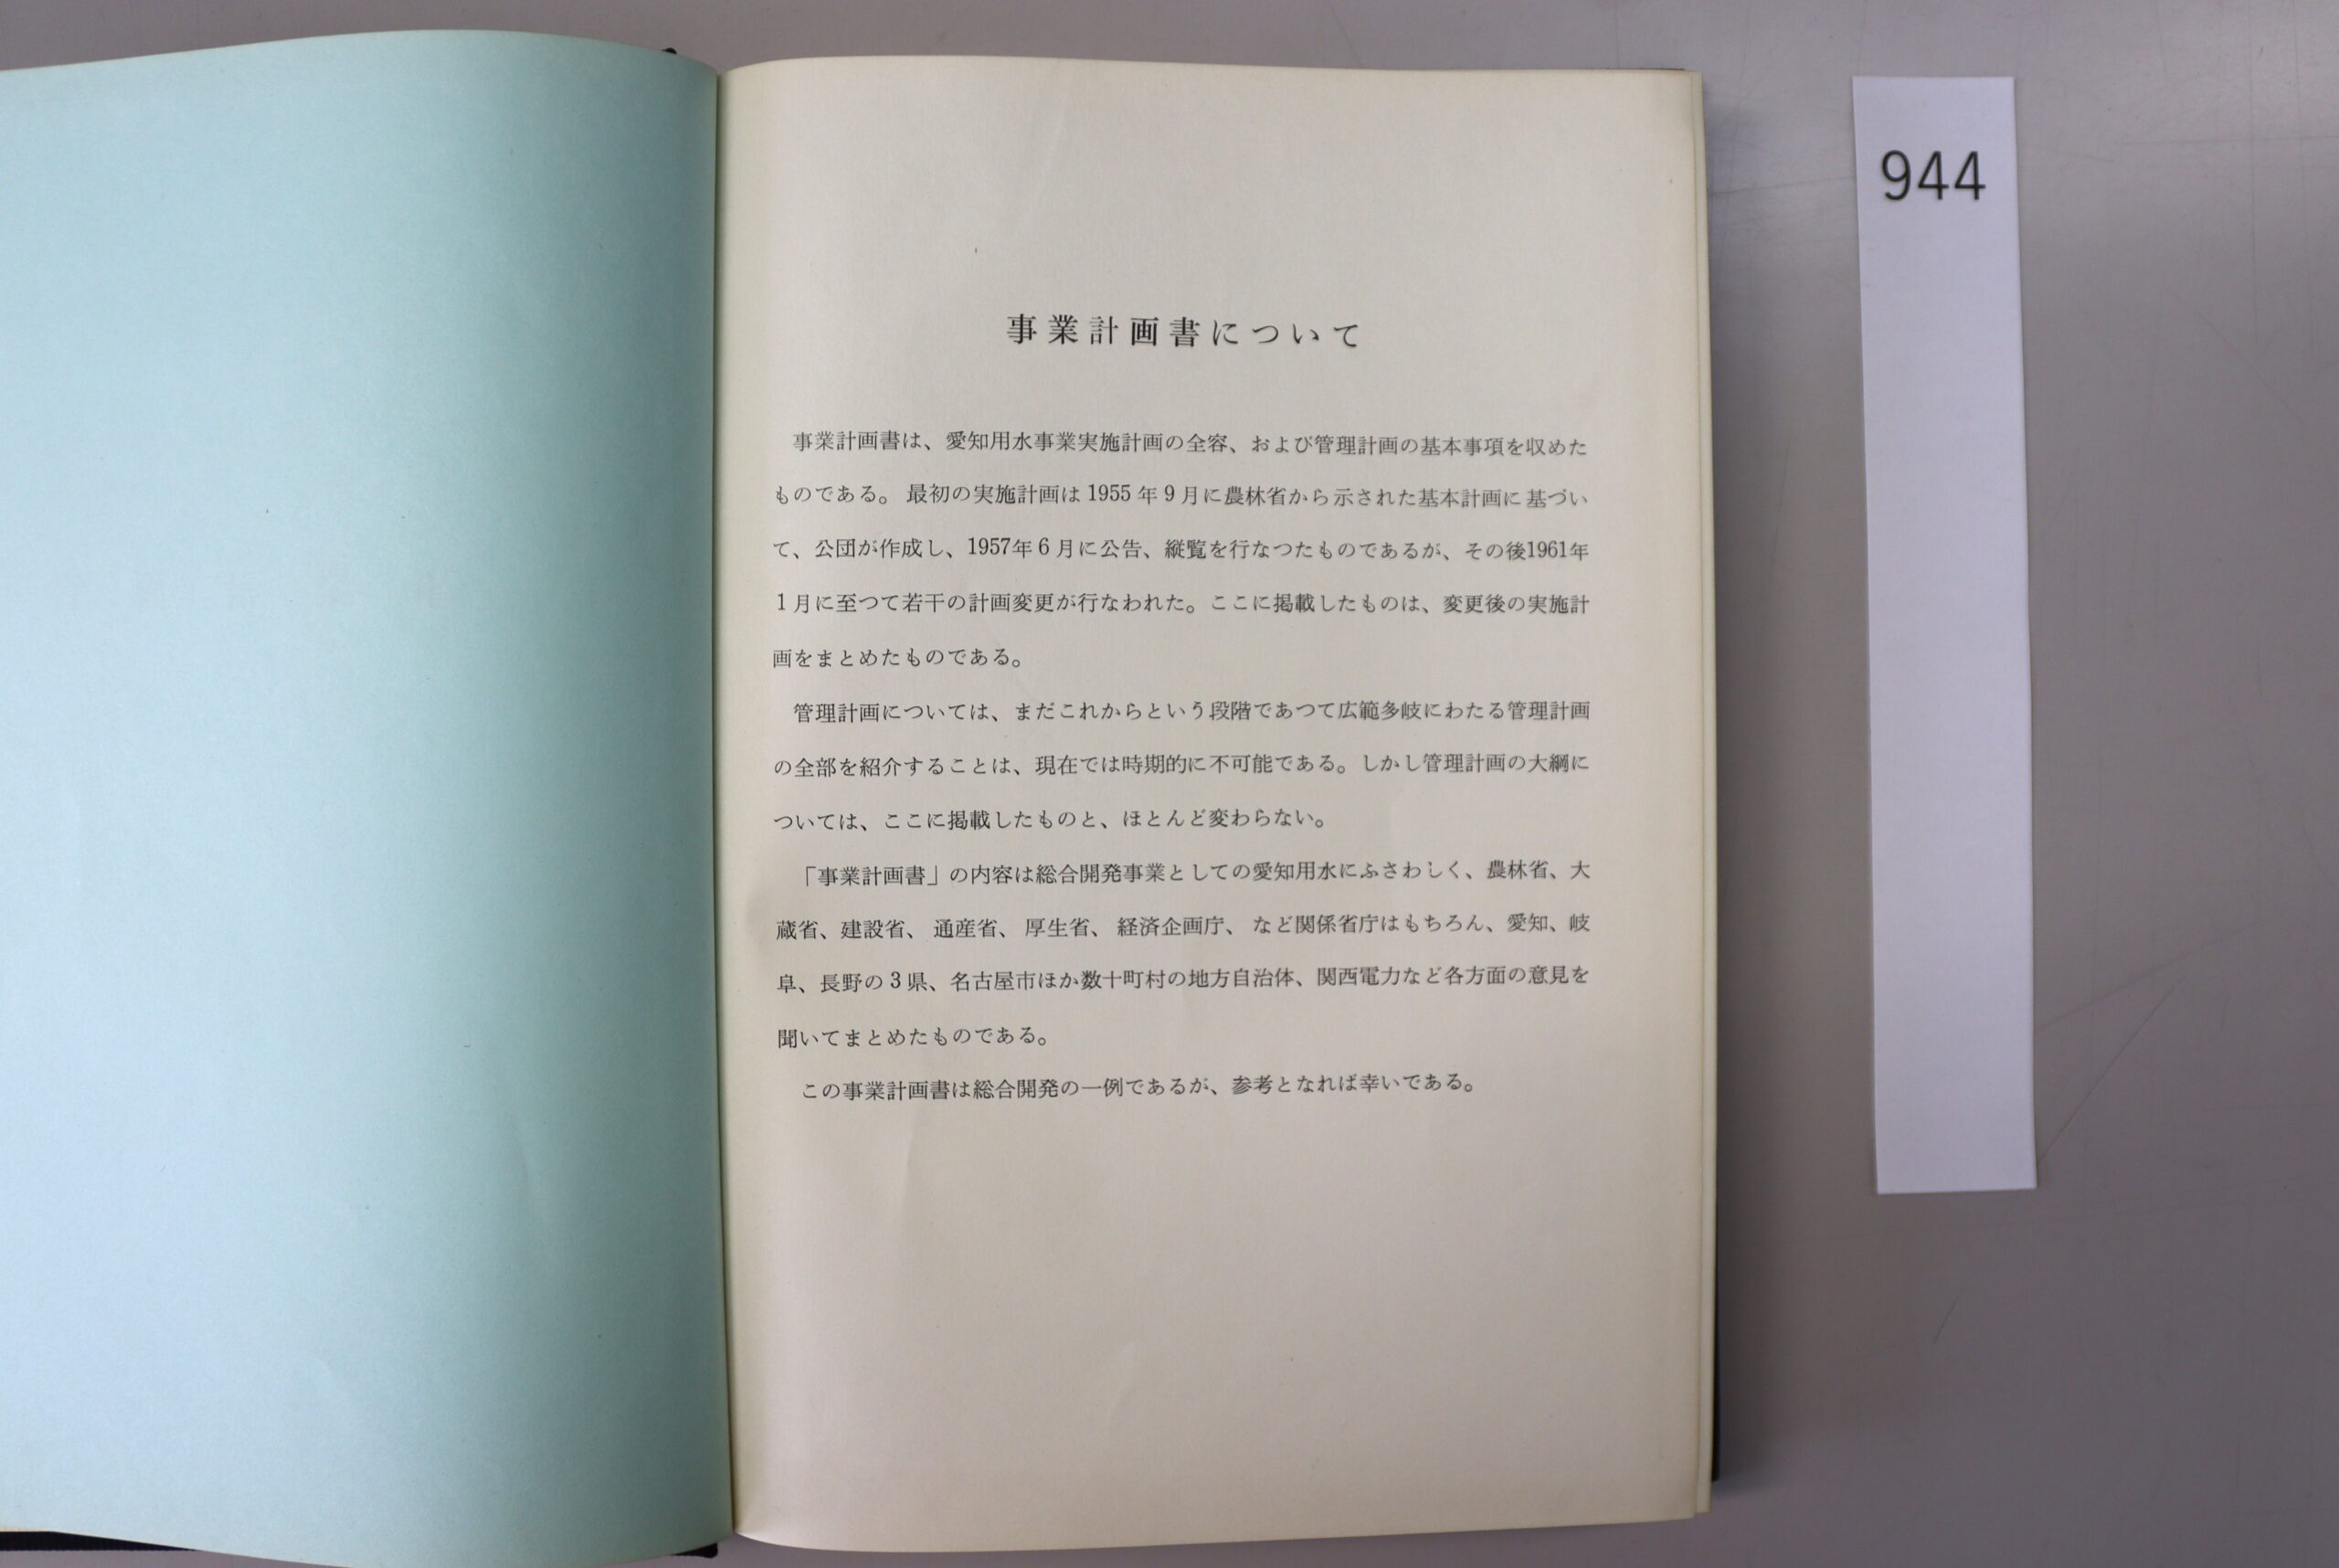 事業計画書について
事業計画書は、愛知用水事業実施計画の全容、および管理計画の基本事項を収めた
ものである。 最初の実施計画は 1955 年 9 月に農林省から示された基本計画に基づい
て、公団が作成し、1957年 6 月に公告、縦覧を行なつたものであるが、その後1961年
1 月に至つて若干の計画変更が行なわれた。ここに掲載したものは、変更後の実施計
画をまとめたものである。
管理計画については、まだこれからという段階であつて広範多岐にわたる管理計画
の全部を紹介することは、現在では時期的に不可能である。しかし管理計画の大綱に
ついては、ここに掲載したものと、ほとんど変わらない。
「事業計画書」の内容は総合開発事業としての愛知用水にふさわしく、農林省、大
蔵省、建設省、 通産省、 厚生省、 経済企画庁、 など関係省庁はもちろん、愛知、岐
阜、長野の 3 県、名古屋市ほか数十町村の地方自治体、関西電力など各方面の意見を
聞いてまとめたものである。
この事業計画書は総合開発の一例であるが、参考となれば幸いである。
944